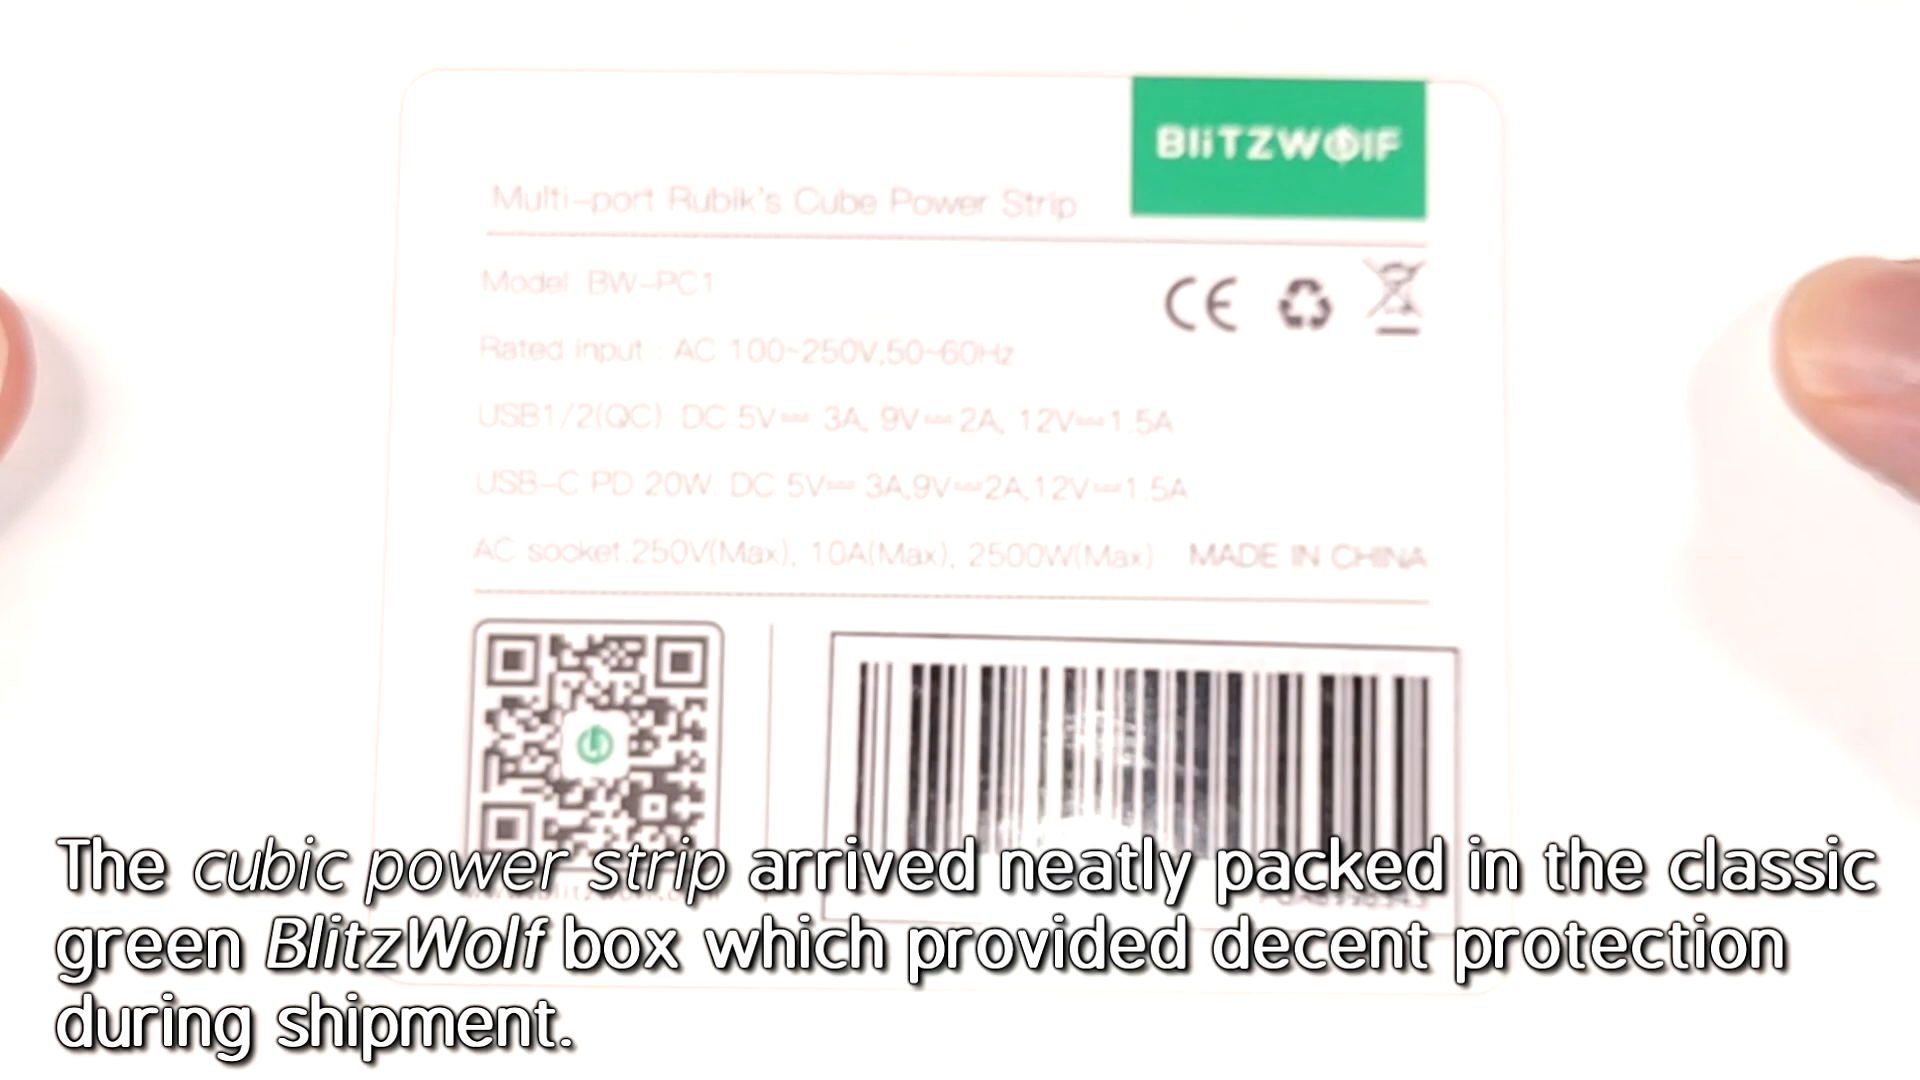 BLiTZWOLF
Multi-port Rubik's Cube Power Strip
Model: BW-PC1
Rated input : AC 100~250V,50~60Hz
USB1/2(QC) DC 5V⎓ 3A, 9V⎓2A, 12V⎓1.5A
USB-C PD 20W: DC 5V⎓ 3A,9V⎓2A,12V⎓1.5A
AC socket:250V(Max), 10A(Max), 2500W(Max) MADE IN CHINA
The cubic power strip arrived neatly packed in the classic
green BlitzWolf box which provided decent protection
during shipment.